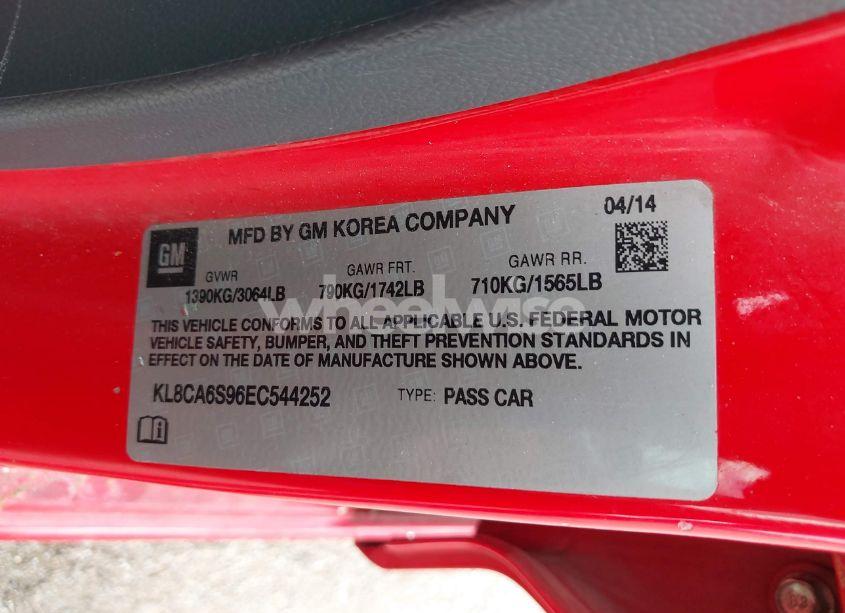 GM
MFD BY GM KOREA COMPANY
04/14
GVWR GAWR FRT. GAWR RR.
1390KG/3064LB 790KG/1742LB 710KG/1565LB
wheelwise
THIS VEHICLE CONFORMS TO ALL APPLICABLE U.S. FEDERAL MOTOR
VEHICLE SAFETY, BUMPER, AND THEFT PREVENTION STANDARDS IN
EFFECT ON THE DATE OF MANUFACTURE SHOWN ABOVE.
KL8CA6S96EC544252 TYPE: PASS CAR